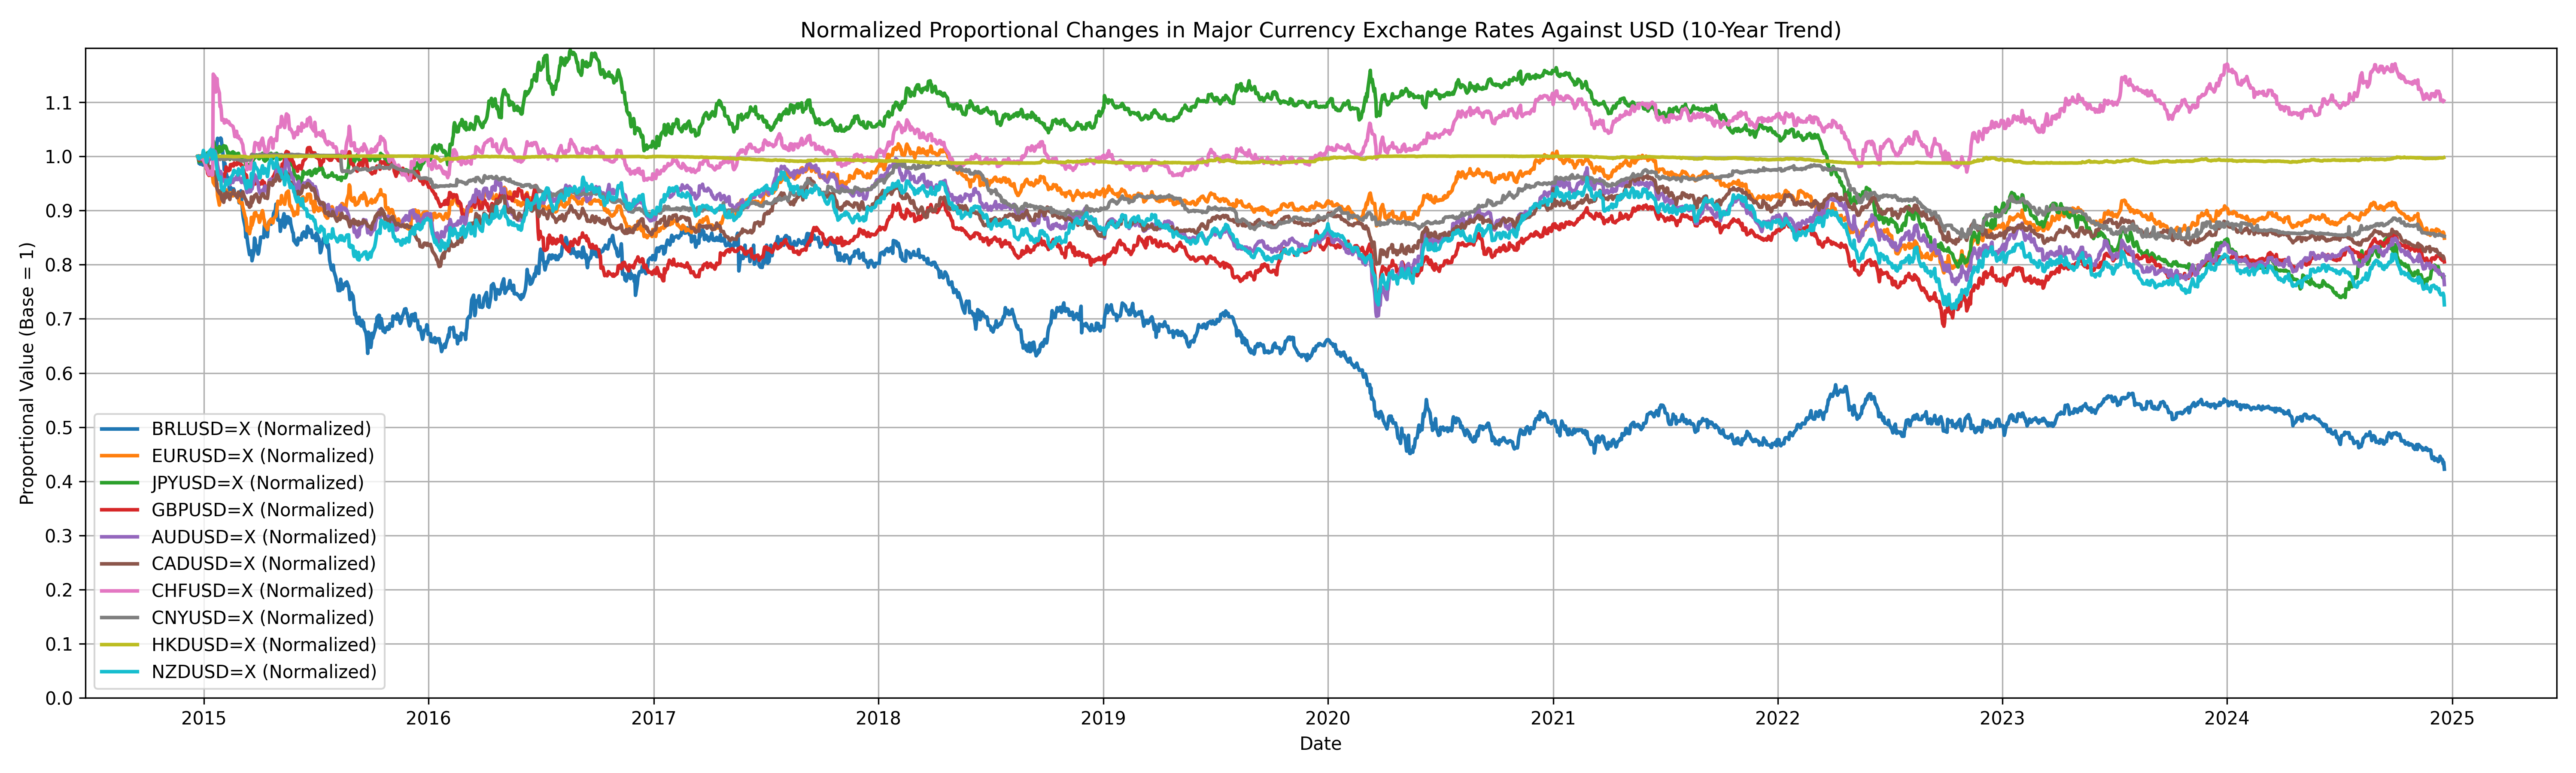 Normalized Proportional Changes in Major Currency Exchange Rates Against USD (10-Year Trend)
Proportional Value (Base = 1)
1.1
1.0
0.9
0.8
0.7
0.6
0.5
0.4
0.3
0.2
0.1
0.0
BRLUSD=X (Normalized)
EURUSD=X (Normalized)
JPYUSD=X (Normalized)
GBPUSD=X (Normalized)
AUDUSD=X (Normalized)
CADUSD=X (Normalized)
CHFUSD=X (Normalized)
CNYUSD=X (Normalized)
HKDUSD=X (Normalized)
NZDUSD=X (Normalized)
2015 2016 2017 2018 2019 2020 2021 2022 2023 2024 2025
Date